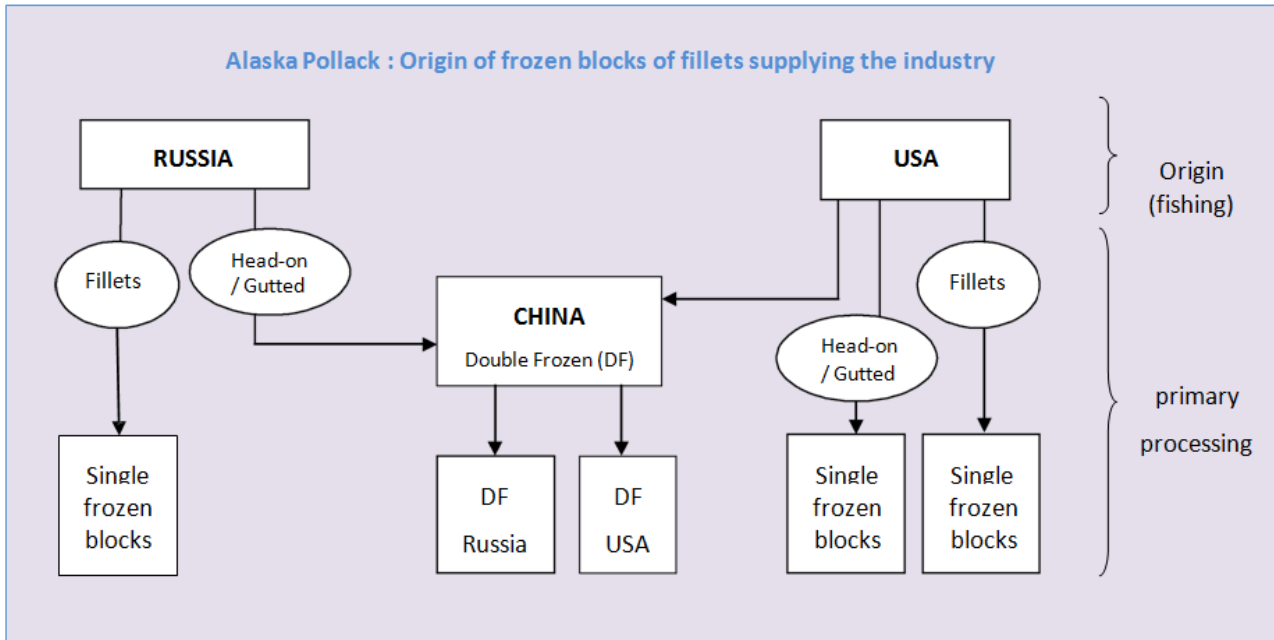 Alaska Pollack : Origin of frozen blocks of fillets supplying the industry
RUSSIA
USA
Origin
(fishing)
Fillets
Head-on
/ Gutted
Fillets
CHINA
Double Frozen (DF)
Head-on
/ Gutted
primary
processing
Single
frozen
blocks
DF
Russia
DF
USA
Single
frozen
blocks
Single
frozen
blocks